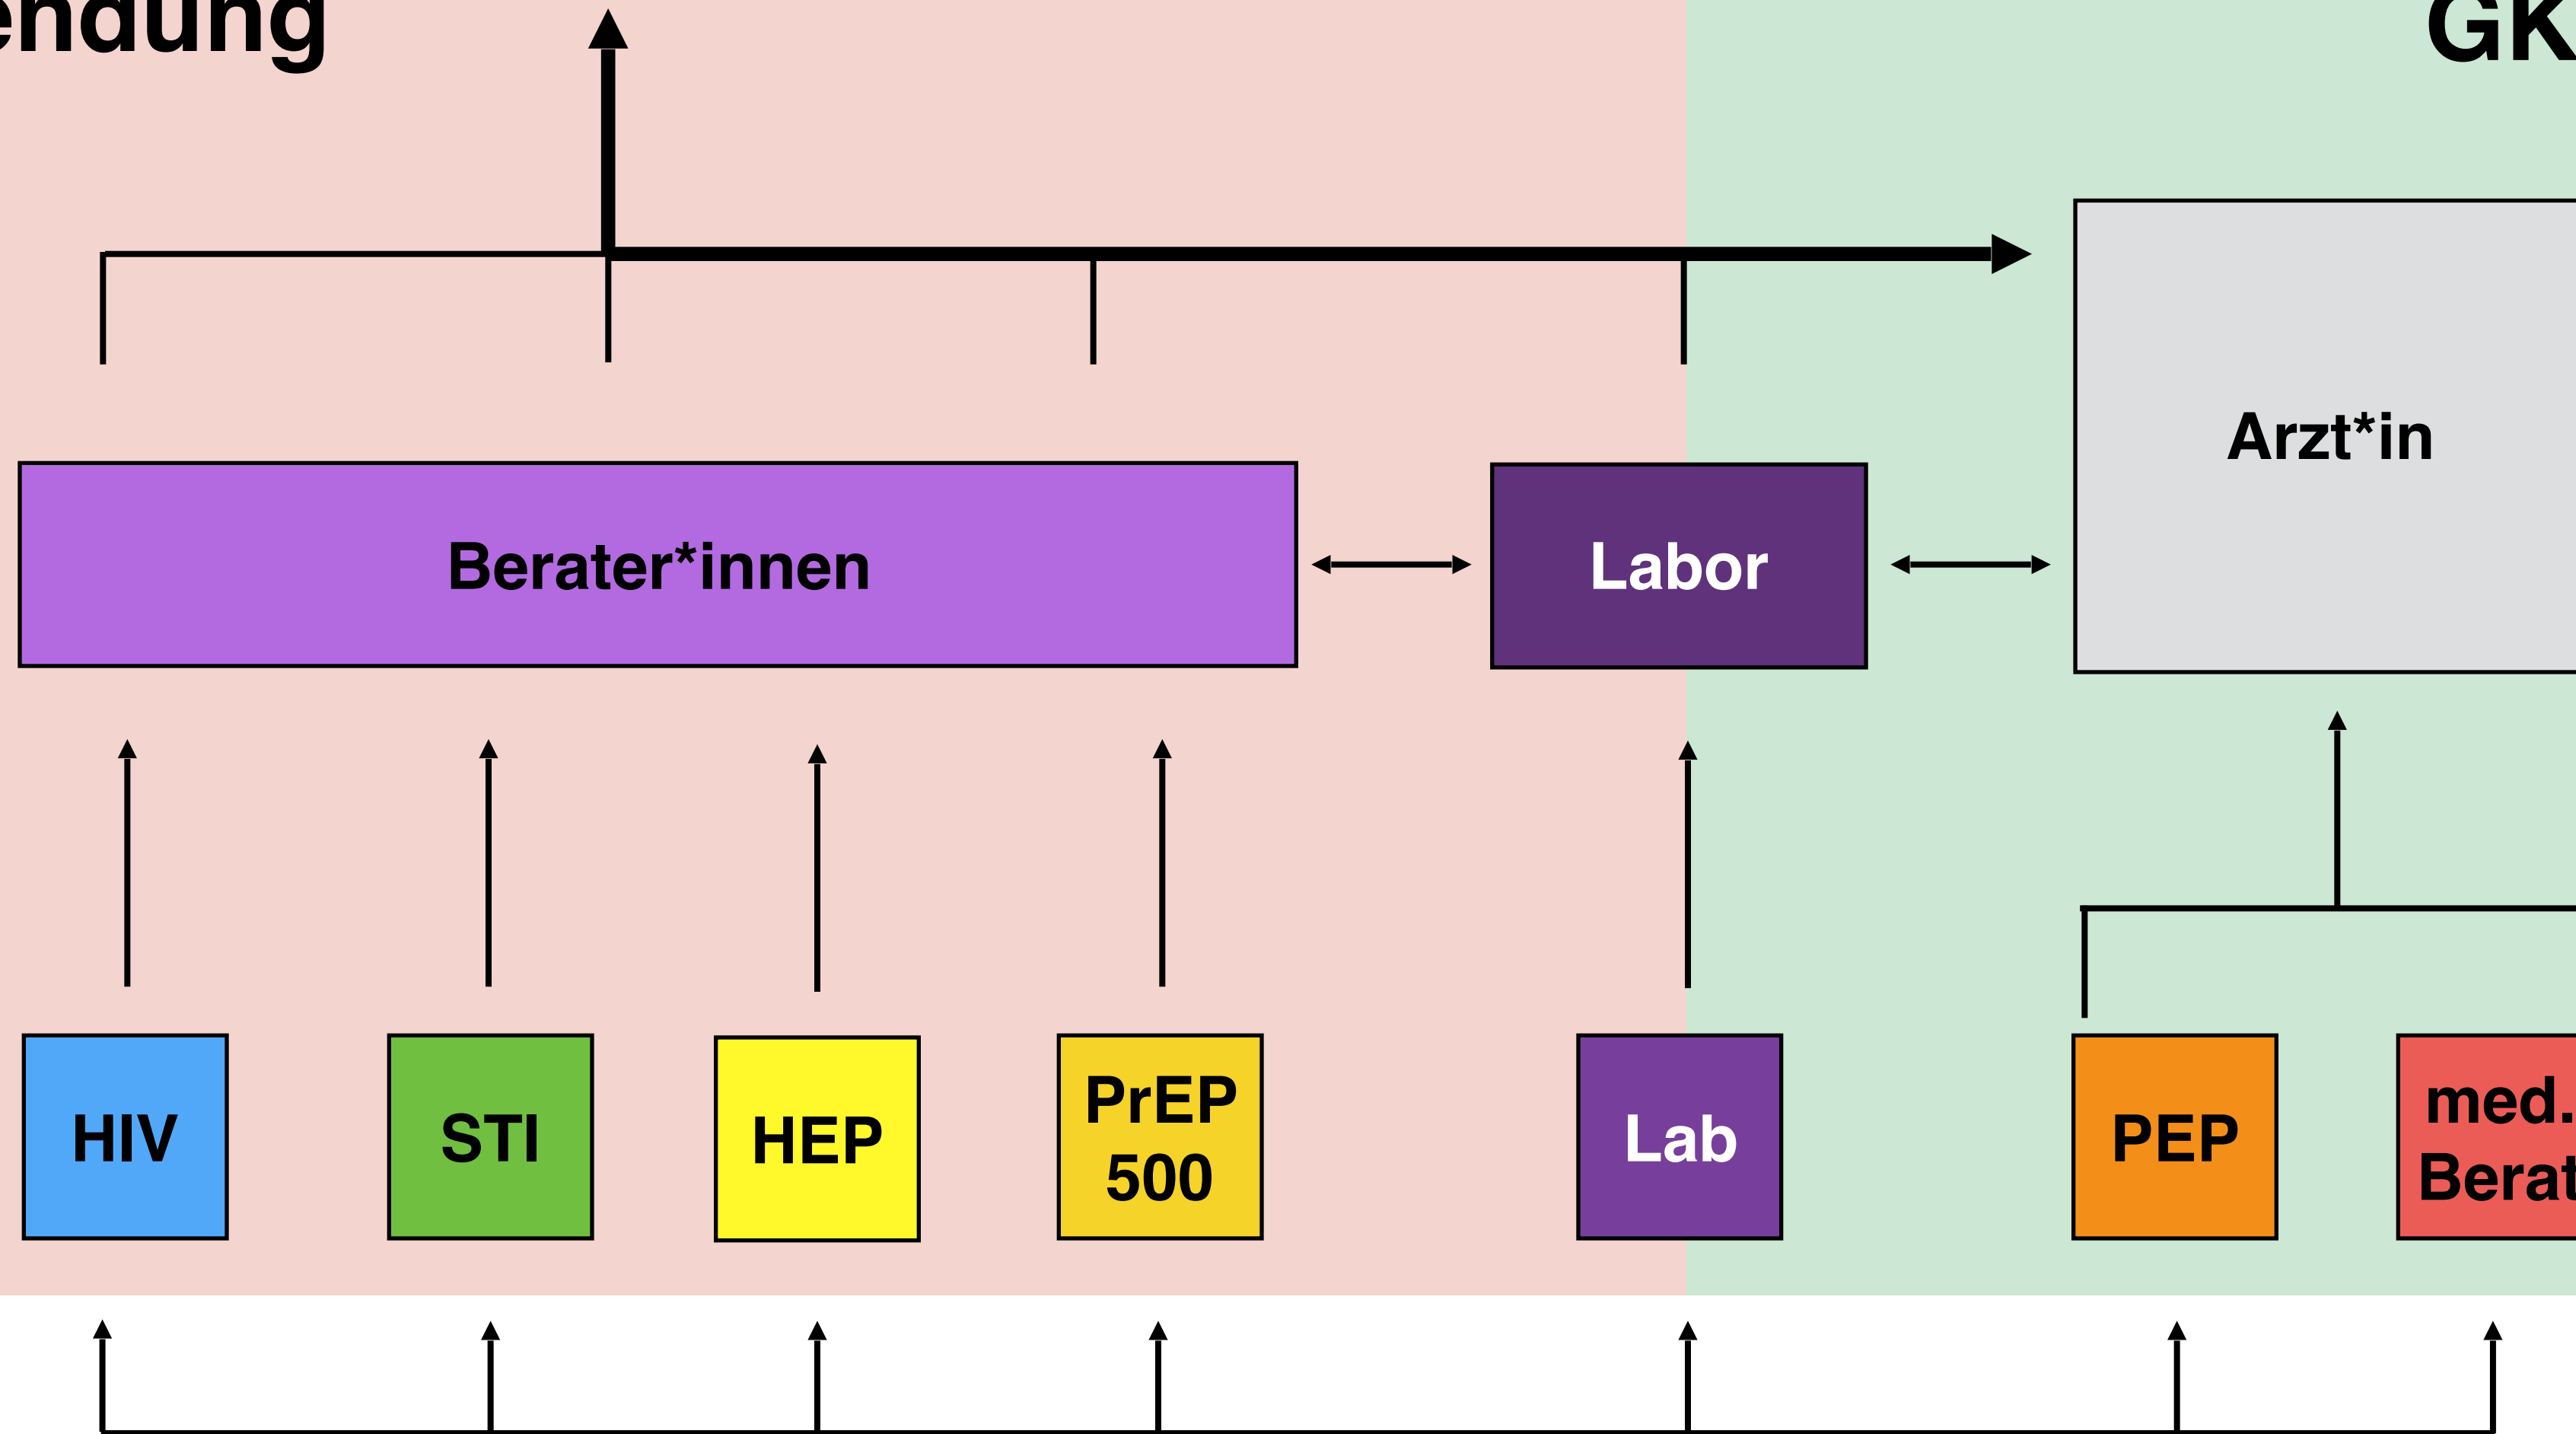 endung
GK
Arzt*in
Berater*innen
Labor
HIV
STI
HEP
PrEP
500
Lab
PEP
med.
Berat